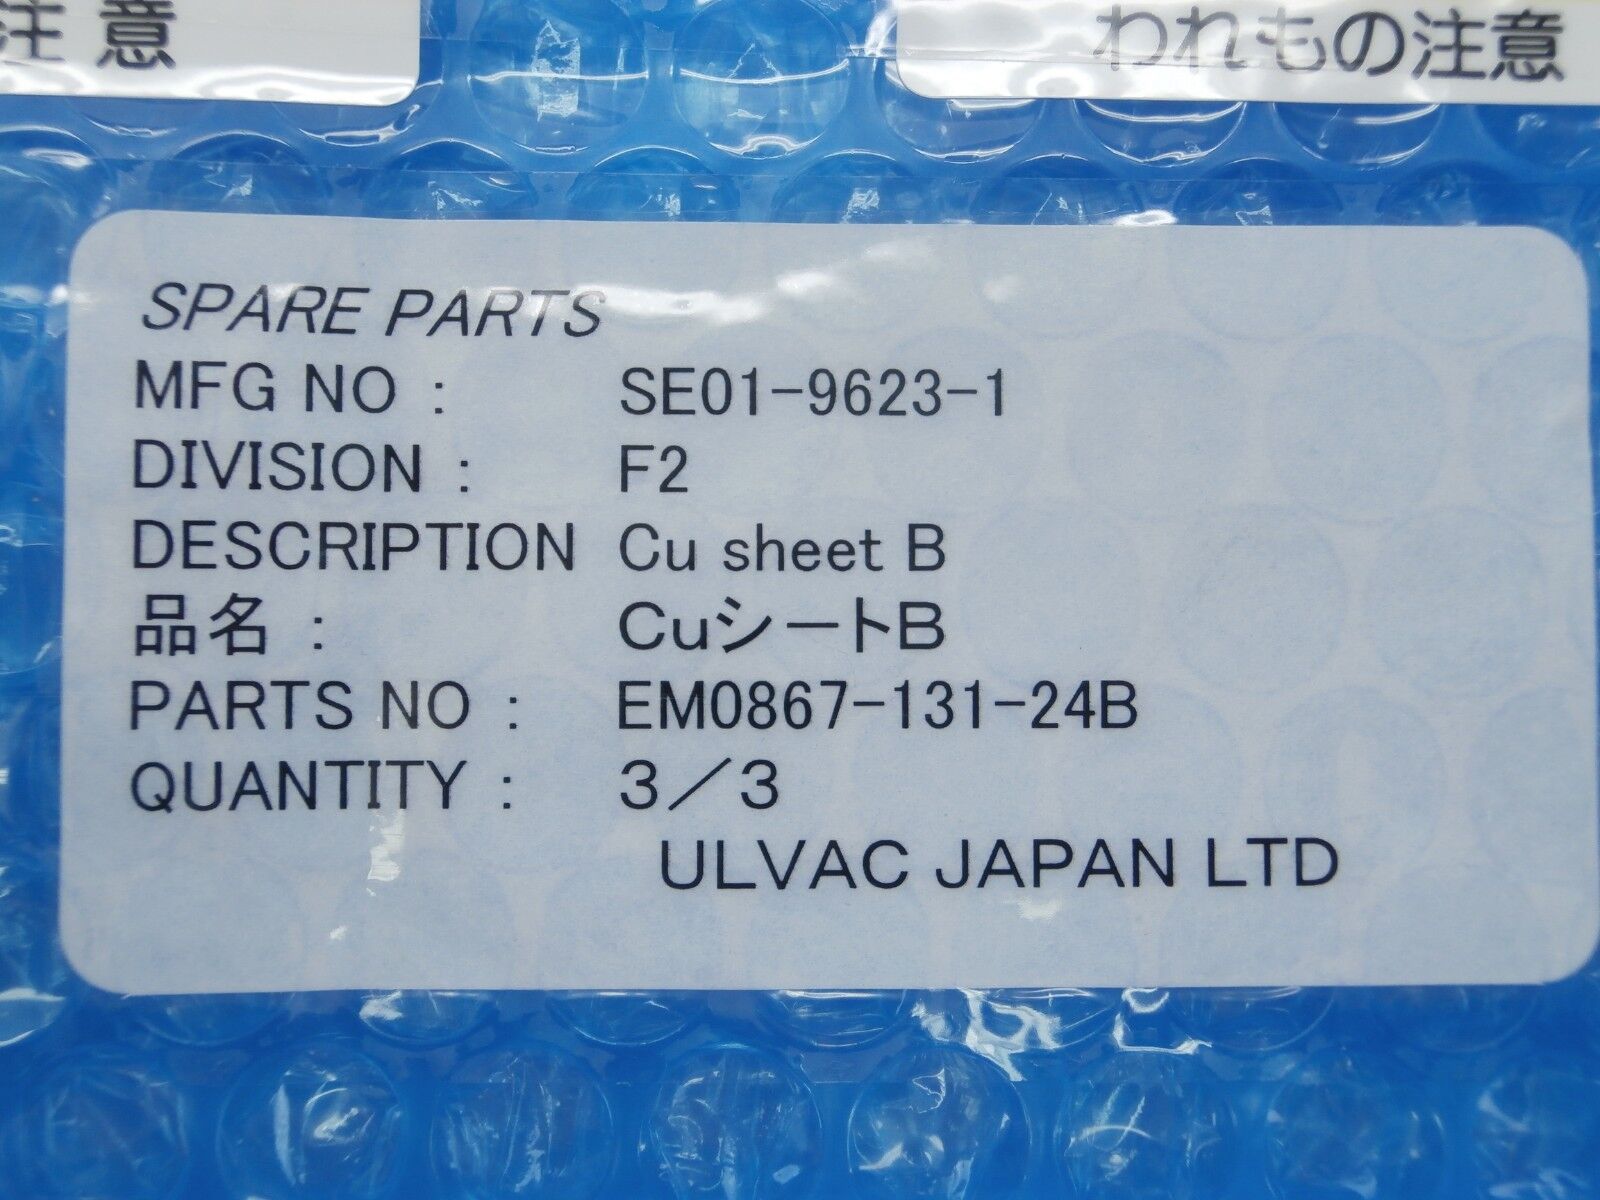 注意
われもの注意
SPARE PARTS
MFG NO : SE01-9623-1
DIVISION : F2
DESCRIPTION Cu sheet B
品名 : CuシートB
PARTS NO : EM0867-131-24B
QUANTITY : 3/3
ULVAC JAPAN LTD